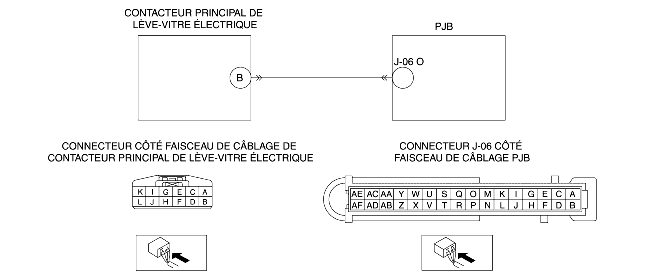 CONTACTEUR PRINCIPAL DE
LÈVE-VITRE ÉLECTRIQUE
PJB
J-06 O
B
CONNECTEUR CÔTÉ FAISCEAU DE CÂBLAGE DE
CONTACTEUR PRINCIPAL DE LÈVE-VITRE ÉLECTRIQUE
CONNECTEUR J-06 CÔTÉ
FAISCEAU DE CÂBLAGE PJB
K I G E C A
L J H F D B
AE AC AA Y W U S Q O M K I G E C A
AF AD AB Z X V T R P N L J H F D B